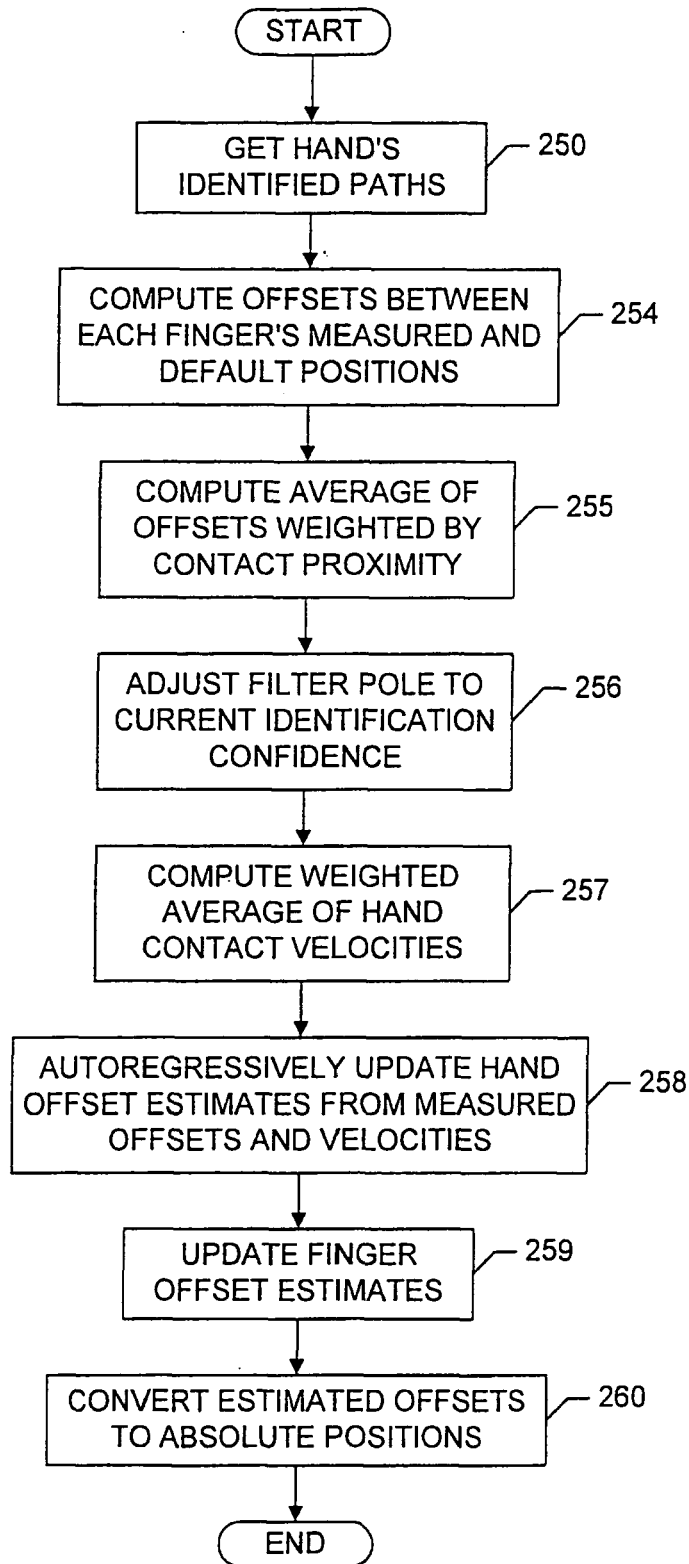 START
GET HAND'S
IDENTIFIED PATHS
250
COMPUTE OFFSETS BETWEEN
EACH FINGER'S MEASURED AND
DEFAULT POSITIONS
254
COMPUTE AVERAGE OF
OFFSETS WEIGHTED BY
CONTACT PROXIMITY
255
ADJUST FILTER POLE TO
CURRENT IDENTIFICATION
CONFIDENCE
256
COMPUTE WEIGHTED
AVERAGE OF HAND
CONTACT VELOCITIES
257
AUTOREGRESSIVELY UPDATE HAND
OFFSET ESTIMATES FROM MEASURED
OFFSETS AND VELOCITIES
258
UPDATE FINGER
OFFSET ESTIMATES
259
CONVERT ESTIMATED OFFSETS
TO ABSOLUTE POSITIONS
260
END